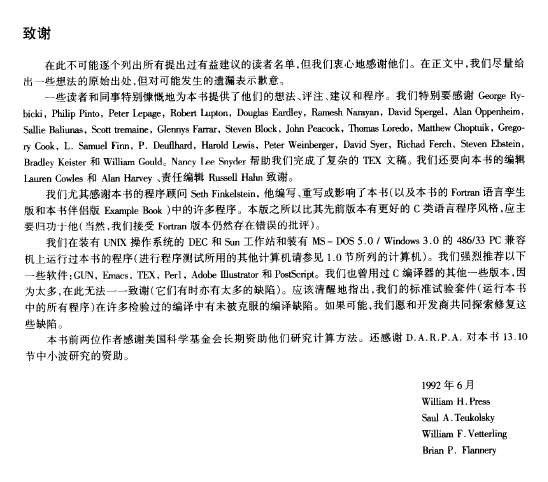 致谢
在此不可能逐个列出所有提出过有益建议的读者名单,但我们衷心地感谢他们。在正文中,我们尽量给
出一些想法的原始出处,但对可能发生的遗漏表示歉意。
一些读者和同事特别慷慨地为本书提供了他们的想法、评注、建议和程序。我们特别要感谢 George Ry-
bicki, Philip Pinto, Peter Lepage, Robert Lupton, Douglas Eardley, Ramesh Narayan, David Spergel, Alan Oppenheim,
Sallie Baliunas, Scott tremaine, Glennys Farrar, Steven Block, John Peacock, Thomas Loredo, Matthew Choptuik, Grego-
ry Cook, L. Samuel Finn, P. Deuflhard, Harold Lewis, Peter Weinberger, David Syer, Richad Ferch, Steven Ebstein,
Bradley Keister 和 William Gould。Nancy Lee Snyder 帮助我们完成了复杂的 TEX 文稿。我们还要向本书的编辑
Lauren Cowles 和 Alan Harvey 、责任编辑 Russell Hahn 致谢。
我们尤其感谢本书的程序顾问 Seth Finkelstein, 他编写、重写或影响了本书(以及本书的 Fortran 语言孪生
版和本书伴侣版 Example Book )中的许多程序。本版之所以比其先前版本有更好的 C 类语言程序风格,应主
要归功于他(当然,我们接受 Fortran 版本仍然存在错误的批评)。
我们在装有 UNIX 操作系统的 DEC 和 Sun 工作站和装有 MS-DOS 5.0 / Windows 3.0 的 486/33 PC 兼容
机上运行过本书的程序(进行程序测试所用的其他计算机请参见 1.0 节所列的计算机)。我们强烈推荐以下
一些软件;GUN, Emacs, TEX, Per1, Adobe Illustrator 和 PostScript。我们也曾用过 C 编译器的其他一些版本,因
为太多,在此无法一一致谢(它们有时亦有太多的缺陷)。应该清醒地指出,我们的标准试验套件(运行本书
中的所有程序)在许多检验过的编译中有未被克服的编译缺陷。如果可能,我们愿和开发商共同探索修复这
些缺陷。
本书前两位作者感谢美国科学基金会长期资助他们研究计算方法。还感谢 D.A.R.P.A. 对本书 13.10
节中小波研究的资助。
1992 年 6 月
William H. Press
Saul A. Teukolsky
William F. Vetterling
Brian P. Flannery